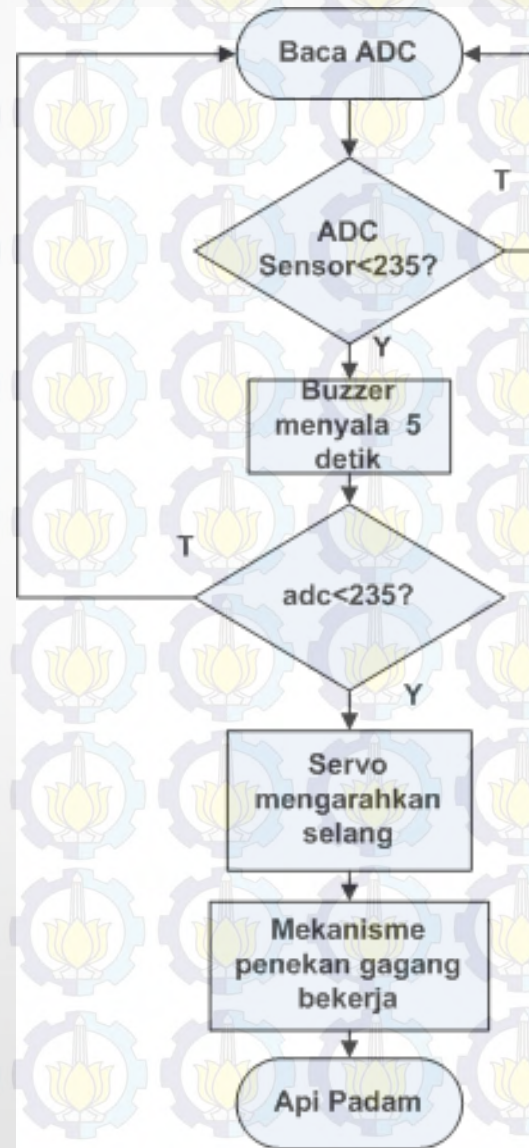 Baca ADC
T
ADC
Sensor<235?
Y
Buzzer
menyala 5
detik
T
adc<235?
Y
Servo
mengarahkan
selang
Mekanisme
penekan gagang
bekerja
Api Padam